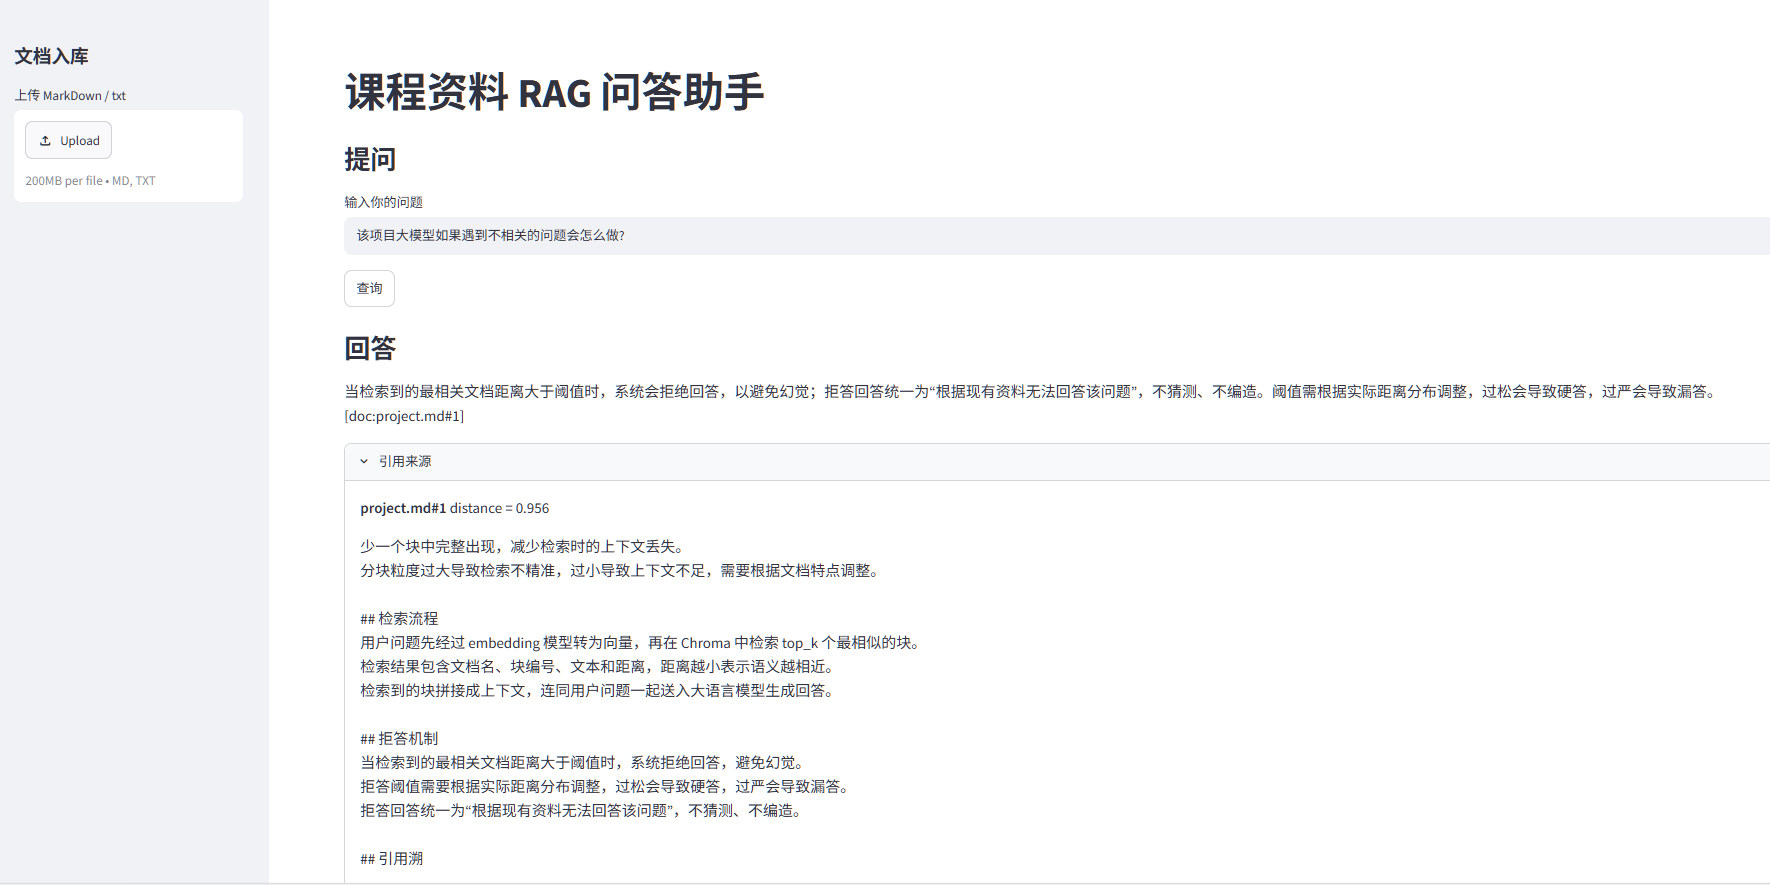 文档入库
上传 MarkDown / txt
Upload
200MB per file • MD, TXT
课程资料 RAG 问答助手
提问
输入你的问题
该项目大模型如果遇到不相关的问题会怎么做?
查询
回答
当检索到的最相关文档距离大于阈值时，系统会拒绝回答，以避免幻觉；拒答回答统一为“根据现有资料无法回答该问题”，不猜测、不编造。阈值需根据实际距离分布调整，过松会导致硬答，过严会导致漏答。
[doc:project.md#1]
引用来源
project.md#1 distance = 0.956
少一个块中完整出现，减少检索时的上下文丢失。
分块粒度过大导致检索不精准，过小导致上下文不足，需要根据文档特点调整。
## 检索流程
用户问题先经过 embedding 模型转为向量，再在 Chroma 中检索 top_k 个最相似的块。
检索结果包含文档名、块编号、文本和距离，距离越小表示语义越相近。
检索到的块拼接成上下文，连同用户问题一起送入大语言模型生成回答。
## 拒答机制
当检索到的最相关文档距离大于阈值时，系统拒绝回答，避免幻觉。
拒答阈值需要根据实际距离分布调整，过松会导致硬答，过严会导致漏答。
拒答回答统一为“根据现有资料无法回答该问题”，不猜测、不编造。
## 引用溯